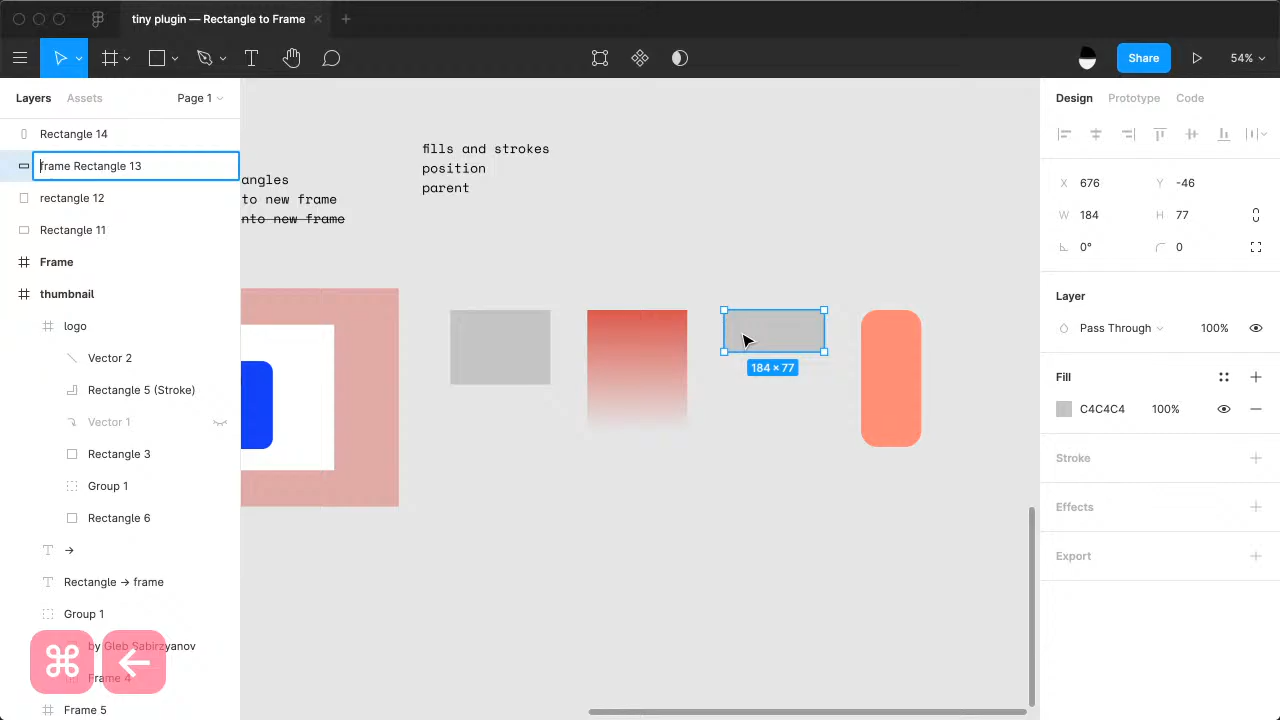 tiny plugin — Rectangle to Frame
Share
54%
Layers
Assets
Page 1
Rectangle 14
frame Rectangle 13
rectangle 12
Rectangle 11
Frame
thumbnail
logo
Vector 2
Rectangle 5 (Stroke)
Vector 1
Rectangle 3
Group 1
Rectangle 6
→
Rectangle → frame
Group 1
by Gleb Sabirzyanov
Frame 4
Frame 5
⌘ ←
angles
to new frame
nto new frame
fills and strokes
position
parent
184 × 77
Design
Prototype
Code
X 676 Y -46
W 184 H 77
0° 0
Layer
Pass Through 100%
Fill
C4C4C4 100%
Stroke
Effects
Export